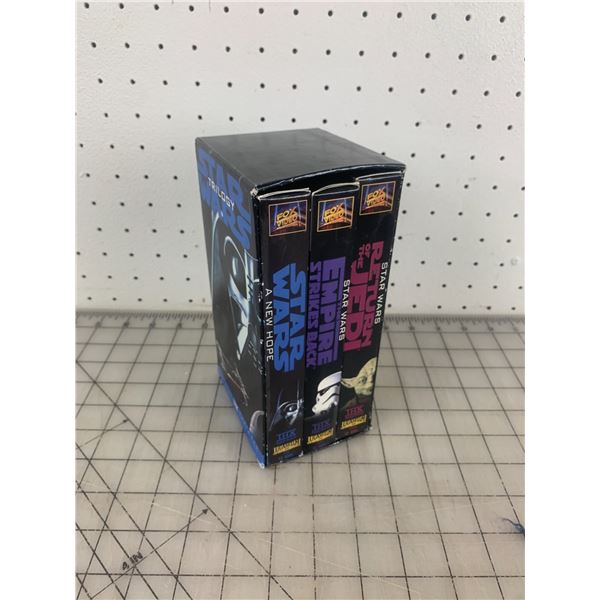 STAR
WARS
TRILOGY
FOX
VIDEO
STAR
WARS
A NEW HOPE
THX
FOX
VIDEO
EMPIRE
STRIKES BACK
STAR WARS
THX
FOX
VIDEO
RETURN
OF THE
JEDI
STAR WARS
THX
4 IN